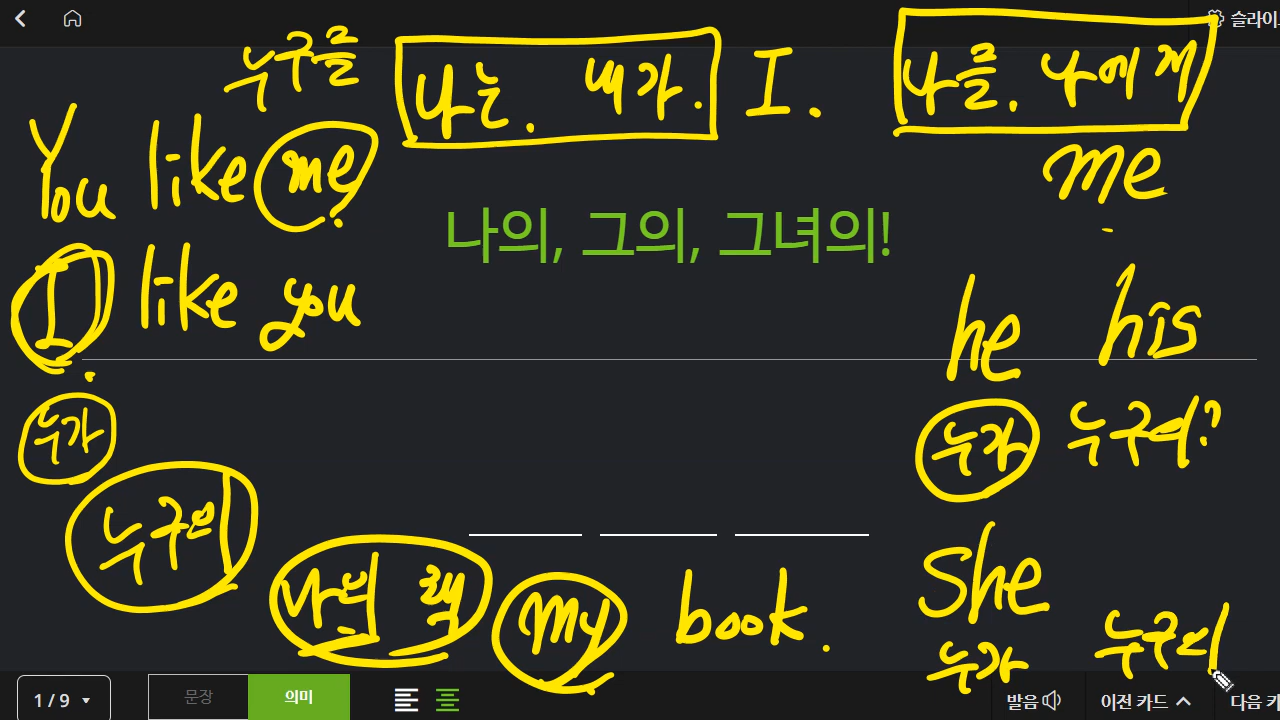 슬라이
누구를
나는. 내가. I.
나를. 나에게
me
You like me
나의, 그의, 그녀의!
I like you
he his
누가 누구의?
누가
누구의
나의 책 my book.
She
누가 누구의
1 / 9 문장 의미 발음 이전 카드 다음 카